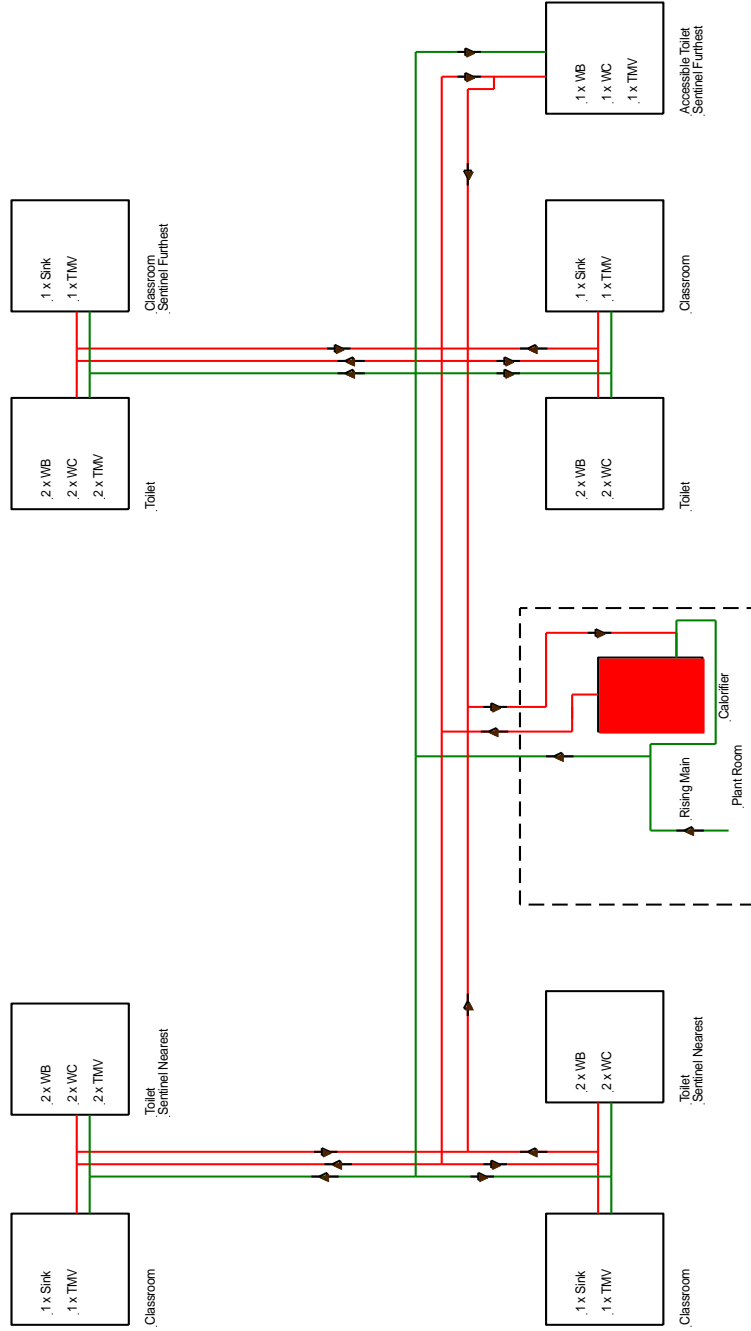 .1 x Sink
.1 x TMV
.Classroom
.2 x WB
.2 x WC
.2 x TMV
.Toilet
.Sentinel Nearest
.2 x WB
.2 x WC
.2 x TMV
.Toilet
.1 x Sink
.1 x TMV
.Classroom
.Sentinel Furthest
.1 x Sink
.1 x TMV
.Classroom
.2 x WB
.2 x WC
.Toilet
.Sentinel Nearest
.Rising Main
.Plant Room
.Calorifier
.2 x WB
.2 x WC
.Toilet
.1 x Sink
.1 x TMV
.Classroom
.1 x WB
.1 x WC
.1 x TMV
.Accessible Toilet
.Sentinel Furthest